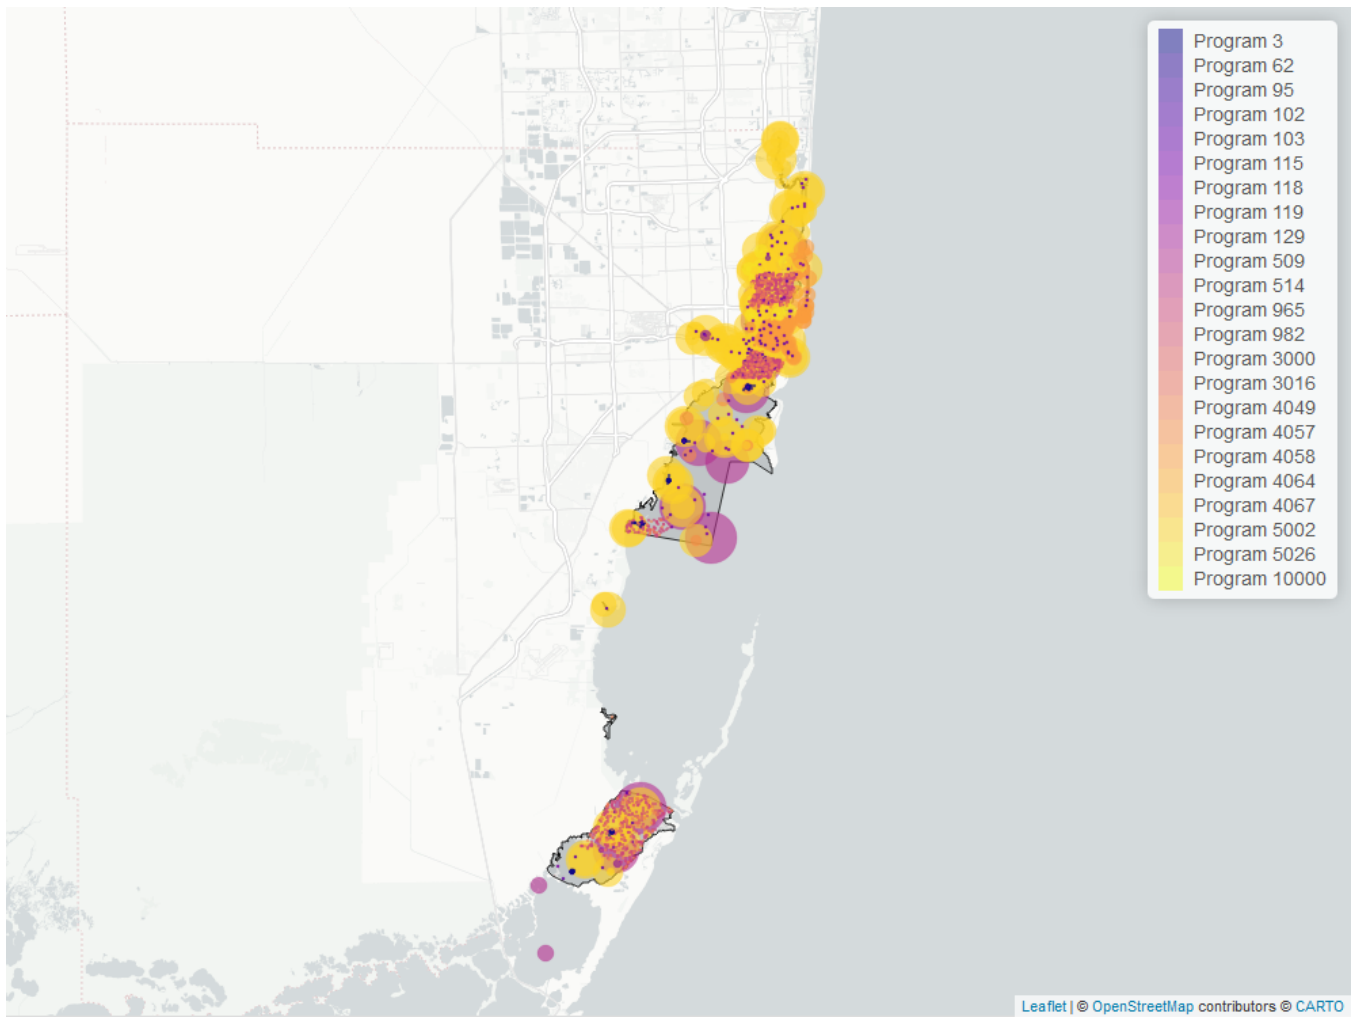 Program 3
Program 62
Program 95
Program 102
Program 103
Program 115
Program 118
Program 119
Program 129
Program 509
Program 514
Program 965
Program 982
Program 3000
Program 3016
Program 4049
Program 4057
Program 4058
Program 4064
Program 4067
Program 5002
Program 5026
Program 10000
Leaflet | © OpenStreetMap contributors © CARTO